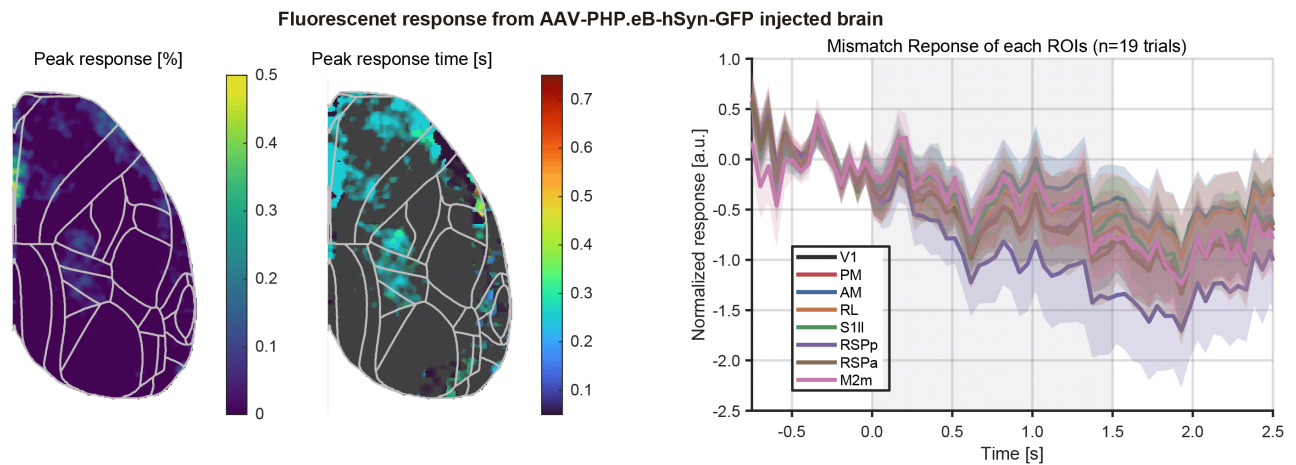 Fluorescenet response from AAV-PHP.eB-hSyn-GFP injected brain
Peak response [%]
0.5
0.4
0.3
0.2
0.1
0
Peak response time [s]
0.7
0.6
0.5
0.4
0.3
0.2
0.1
Mismatch Reponse of each ROIs (n=19 trials)
Normalized response [a.u.]
1.0
0.5
0.0
-0.5
-1.0
-1.5
-2.0
-2.5
V1
PM
AM
RL
S1ll
RSPp
RSPa
M2m
-0.5
0.0
0.5
1.0
1.5
2.0
2.5
Time [s]